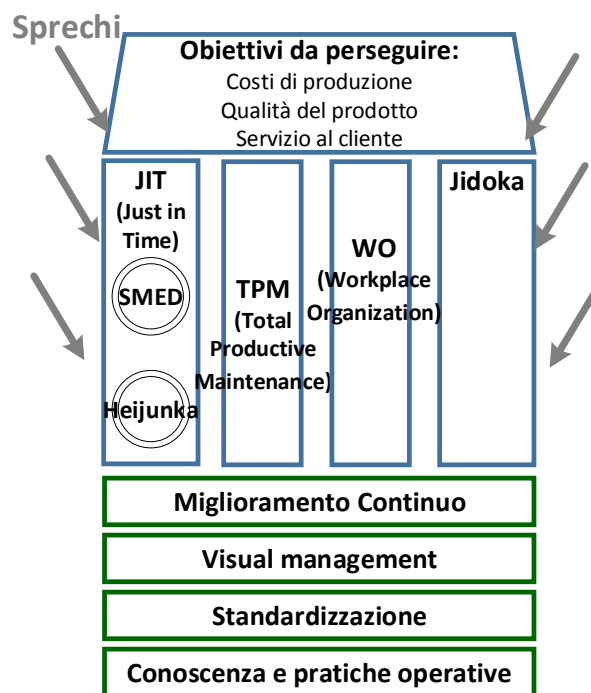 Sprechi
Obiettivi da perseguire:
Costi di produzione
Qualità del prodotto
Servizio al cliente
JIT
(Just in
Time)
SMED
Heijunka
TPM
(Total
Productive
Maintenance)
WO
(Workplace
Organization)
Jidoka
Miglioramento Continuo
Visual management
Standardizzazione
Conoscenza e pratiche operative